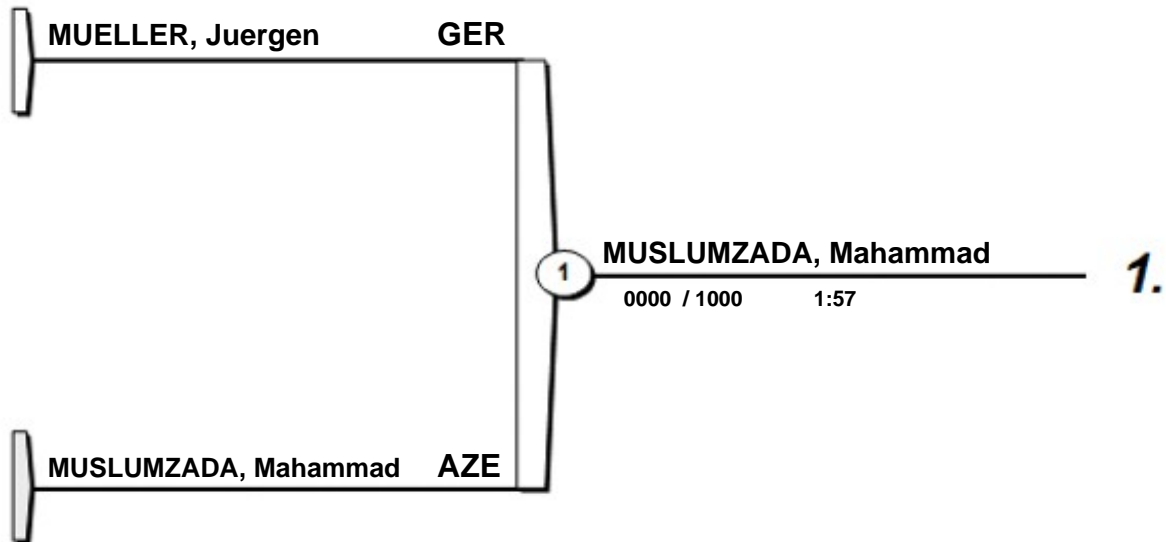 MUELLER, Juergen GER
MUSLUMZADA, Mahammad
1
1.
0000 / 1000 1:57
MUSLUMZADA, Mahammad AZE